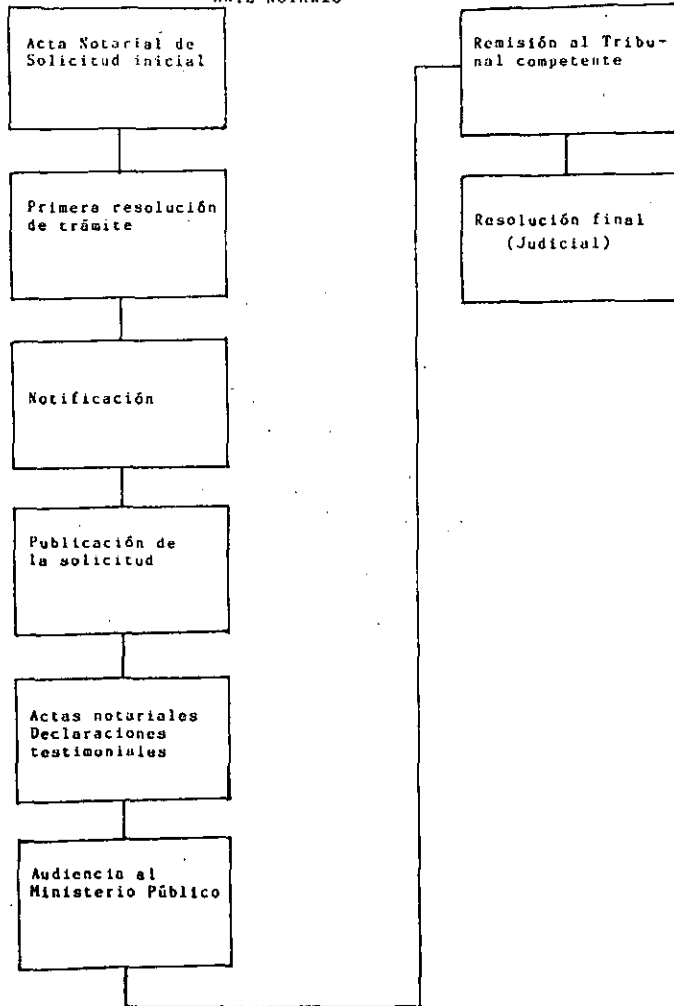 Acta Notarial de
Solicitud inicial
Primera resolución
de trámite
Notificación
Publicación de
la solicitud
Actas notariales
Declaraciones
testimoniales
Audiencia al
Ministerio Público
Remisión al Tribu-
nal competente
Resolución final
(Judicial)